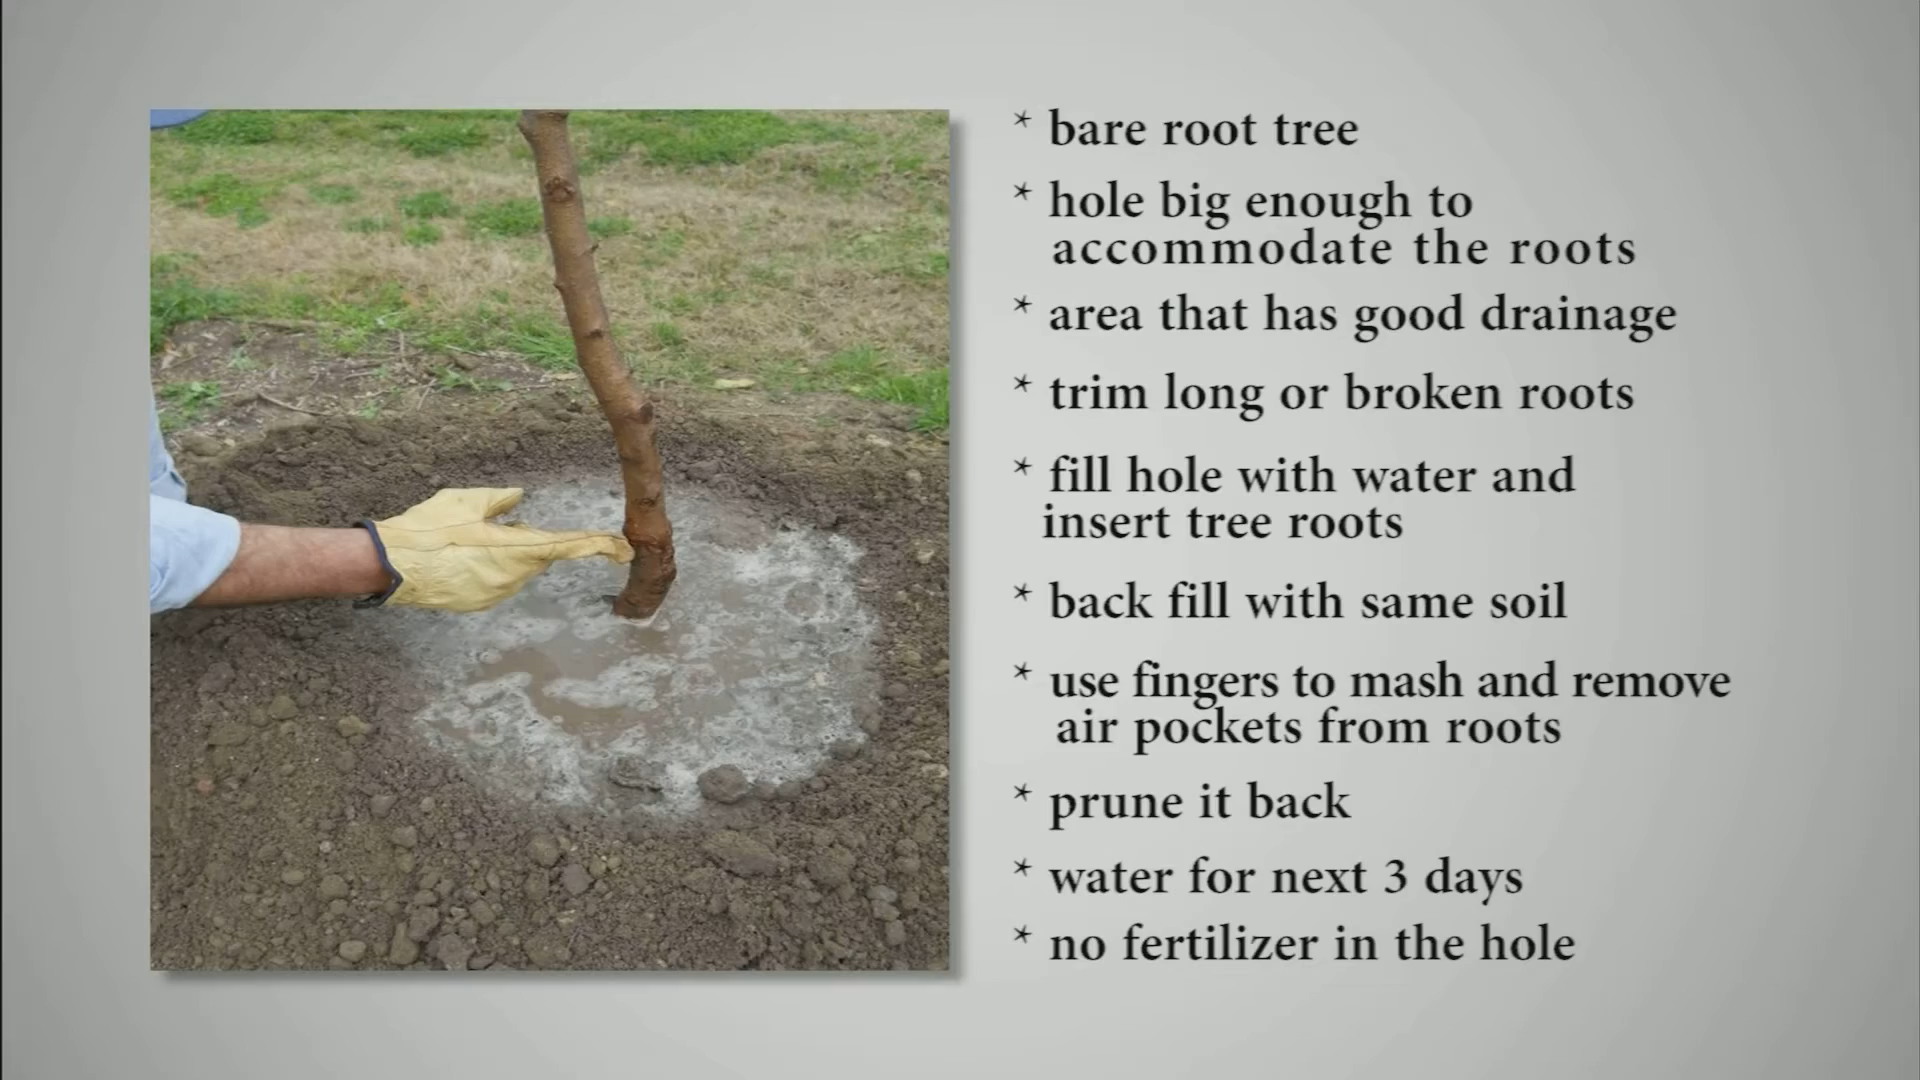 * bare root tree
* hole big enough to
accommodate the roots
* area that has good drainage
* trim long or broken roots
* fill hole with water and
insert tree roots
* back fill with same soil
* use fingers to mash and remove
air pockets from roots
* prune it back
* water for next 3 days
* no fertilizer in the hole